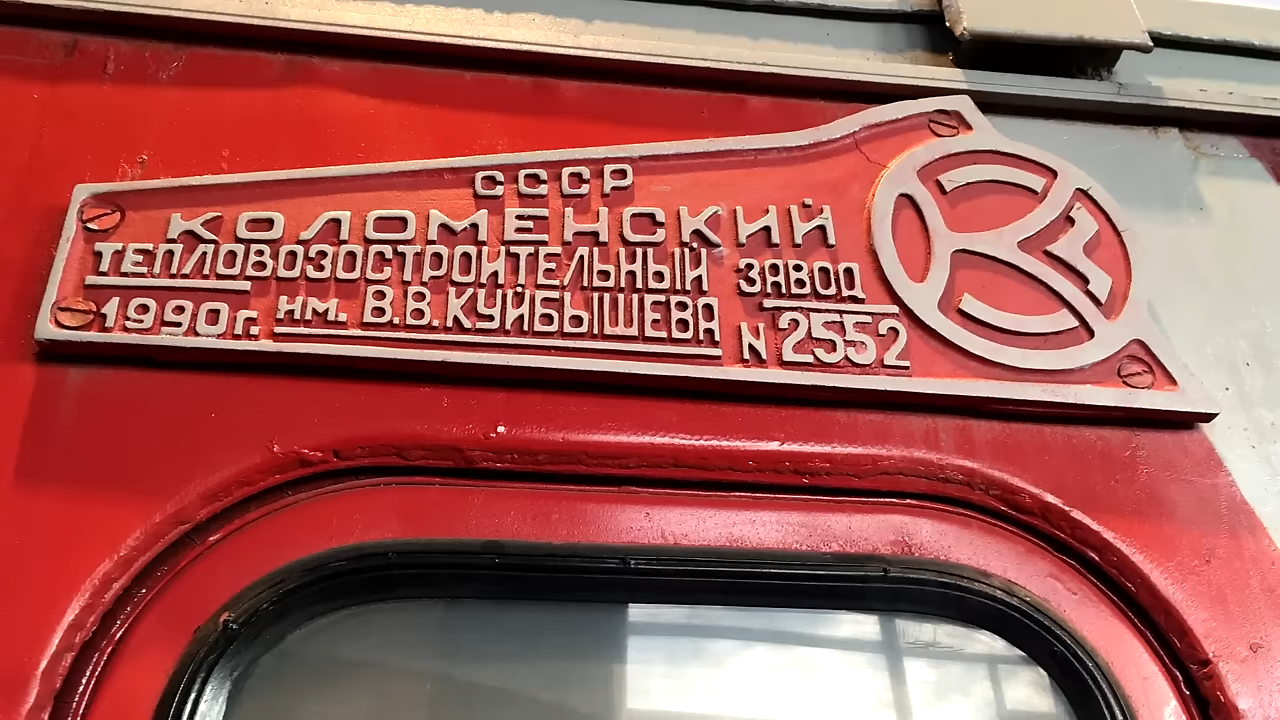 СССР
КОЛОМЕНСКИЙ
ТЕПЛОВОЗОСТРОИТЕЛЬНЫЙ ЗАВОД
1990г. им. В.В.КУЙБЫШЕВА N 2552